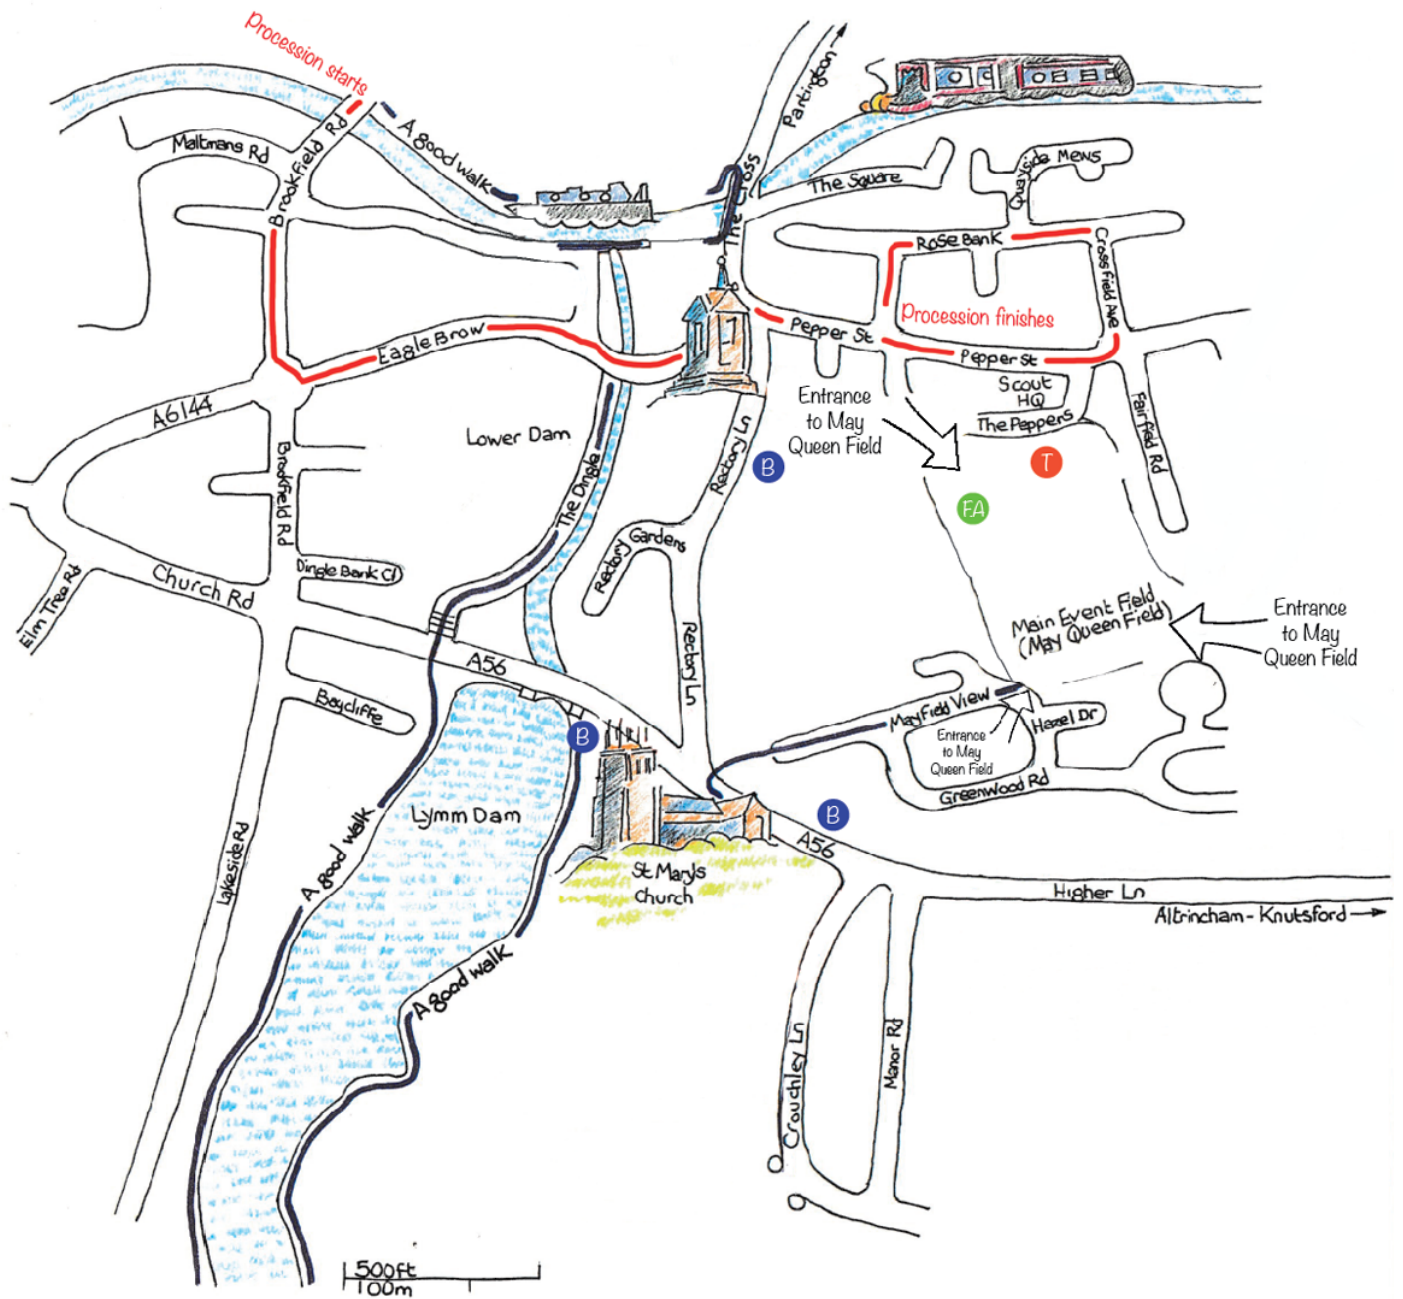 Procession starts
Partington
Maltmans Rd
Brookfield Rd
A good walk
The Cross
The Square
Quayside Mews
Rose Bank
Crossfield Ave
Procession finishes
Pepper St
Pepper St
Eagle Brow
Scout
HQ
The Peppers
Fairfield Rd
Entrance
to May
Queen Field
A6144
Lower Dam
Brookfield Rd
The Dingle
Rectory Ln
B
T
FA
Rectory Gardens
Dingle Bank Cl
Church Rd
Elm Tree Rd
Main Event Field
(May Queen Field)
Entrance
to May
Queen Field
A56
Rectory Ln
Baycliffe
Mayfield View
Hazel Dr
Entrance
to May
Queen Field
Greenwood Rd
B
B
A56
Lymm Dam
A good walk
Lakeside Rd
St Mary's
Church
Higher Ln
Altrincham - Knutsford
A good walk
Crouchley Ln
Manor Rd
500ft
100m